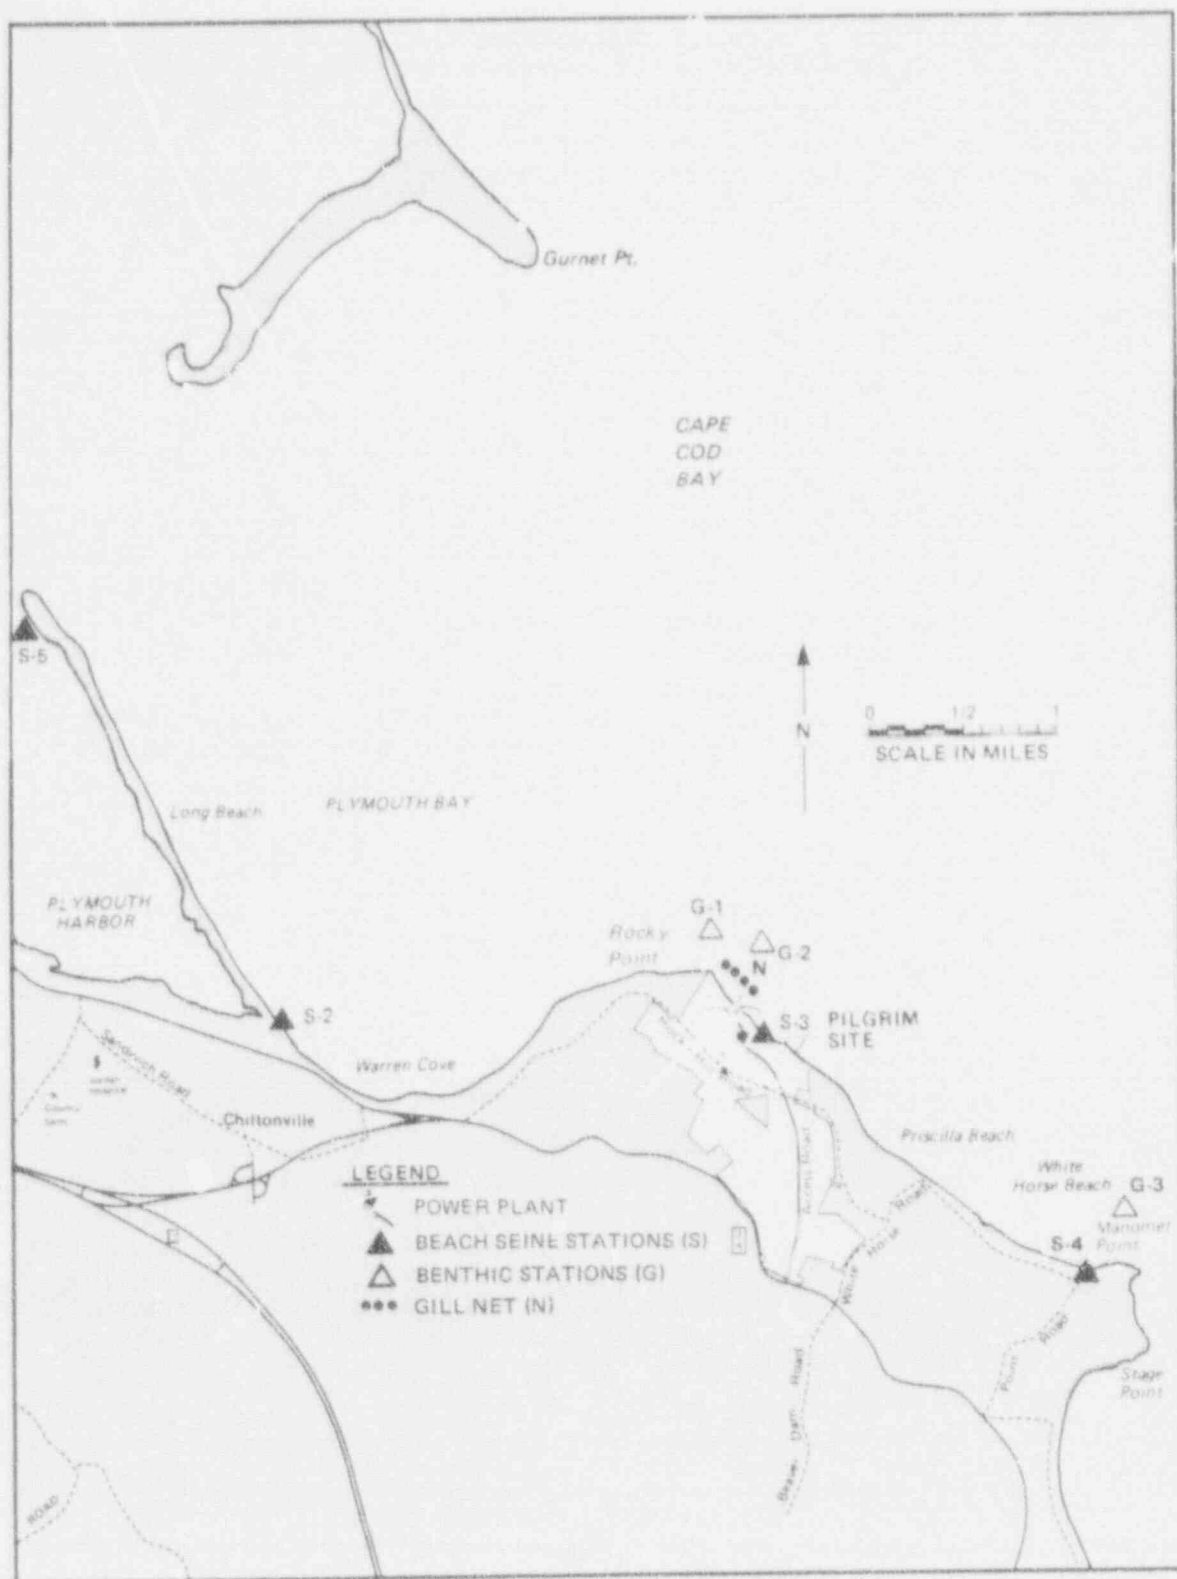 Gurnet Pt.
CAPE
COD
BAY
S-5
N
0 1/2 1
SCALE IN MILES
Long Beach
PLYMOUTH BAY
PLYMOUTH
HARBOR
G-1
Rocky
Point
G-2
N
S-2
S-3
PILGRIM
SITE
Sandwich Road
Warren Cove
Chiltonville
Access Road
Priscilla Beach
White
Horse Beach
G-3
Manomet
Point
S-4
LEGEND
POWER PLANT
BEACH SEINE STATIONS (S)
BENTHIC STATIONS (G)
GILL NET (N)
White Horse Road
Beaver Dam Road
Point Road
Stage
Point
ROAD